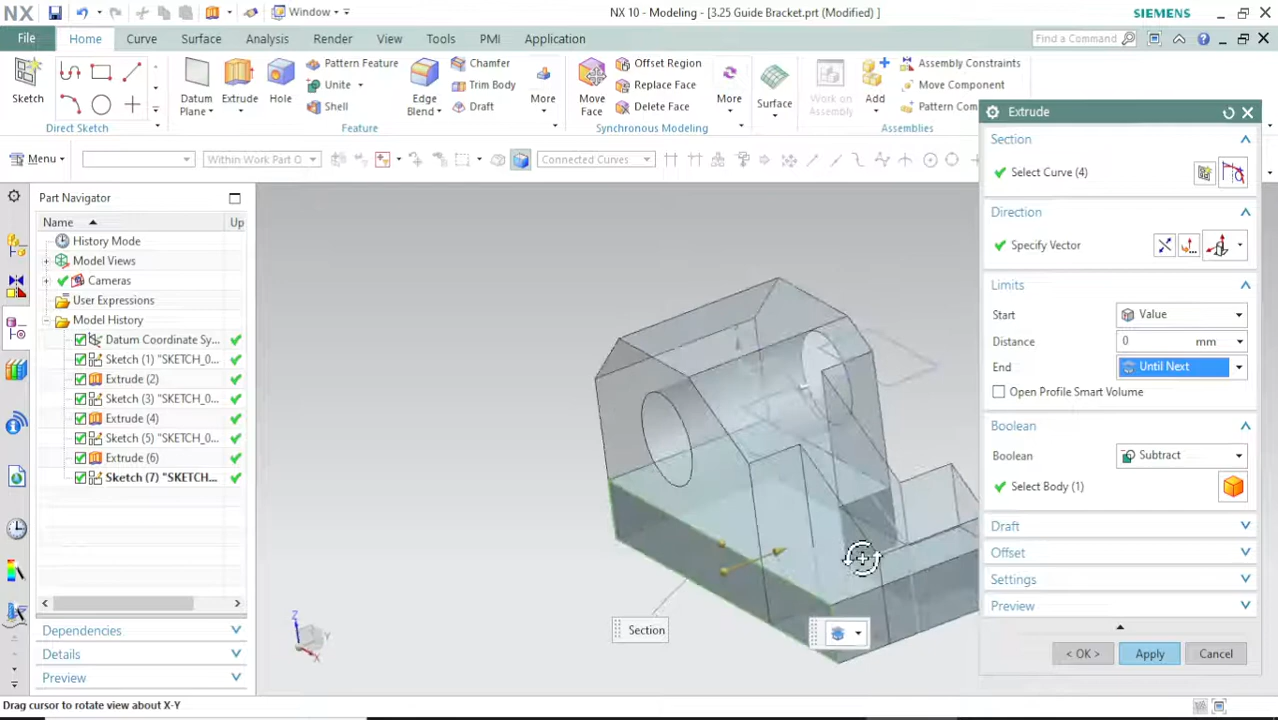 NX
Window
NX 10 - Modeling - [3.25 Guide Bracket.prt (Modified) ]
SIEMENS
File
Home
Curve
Surface
Analysis
Render
View
Tools
PMI
Application
Find a Command
Sketch
Direct Sketch
Datum
Plane
Extrude
Hole
Pattern Feature
Unite
Shell
Edge
Blend
Chamfer
Trim Body
Draft
More
Feature
Move
Face
Offset Region
Replace Face
Delete Face
More
Synchronous Modeling
Surface
Work on
Assembly
Add
Assembly Constraints
Move Component
Pattern Com
Assemblies
Menu
Within Work Part O
Connected Curves
Part Navigator
Name
Up
History Mode
Model Views
Cameras
User Expressions
Model History
Datum Coordinate Sy...
Sketch (1) "SKETCH_0...
Extrude (2)
Sketch (3) "SKETCH_0...
Extrude (4)
Sketch (5) "SKETCH_0...
Extrude (6)
Sketch (7) "SKETCH...
Dependencies
Details
Preview
Z
Y
X
Section
Extrude
Section
Select Curve (4)
Direction
Specify Vector
Limits
Start
Value
Distance
0
mm
End
Until Next
Open Profile Smart Volume
Boolean
Boolean
Subtract
Select Body (1)
Draft
Offset
Settings
Preview
< OK >
Apply
Cancel
Drag cursor to rotate view about X-Y